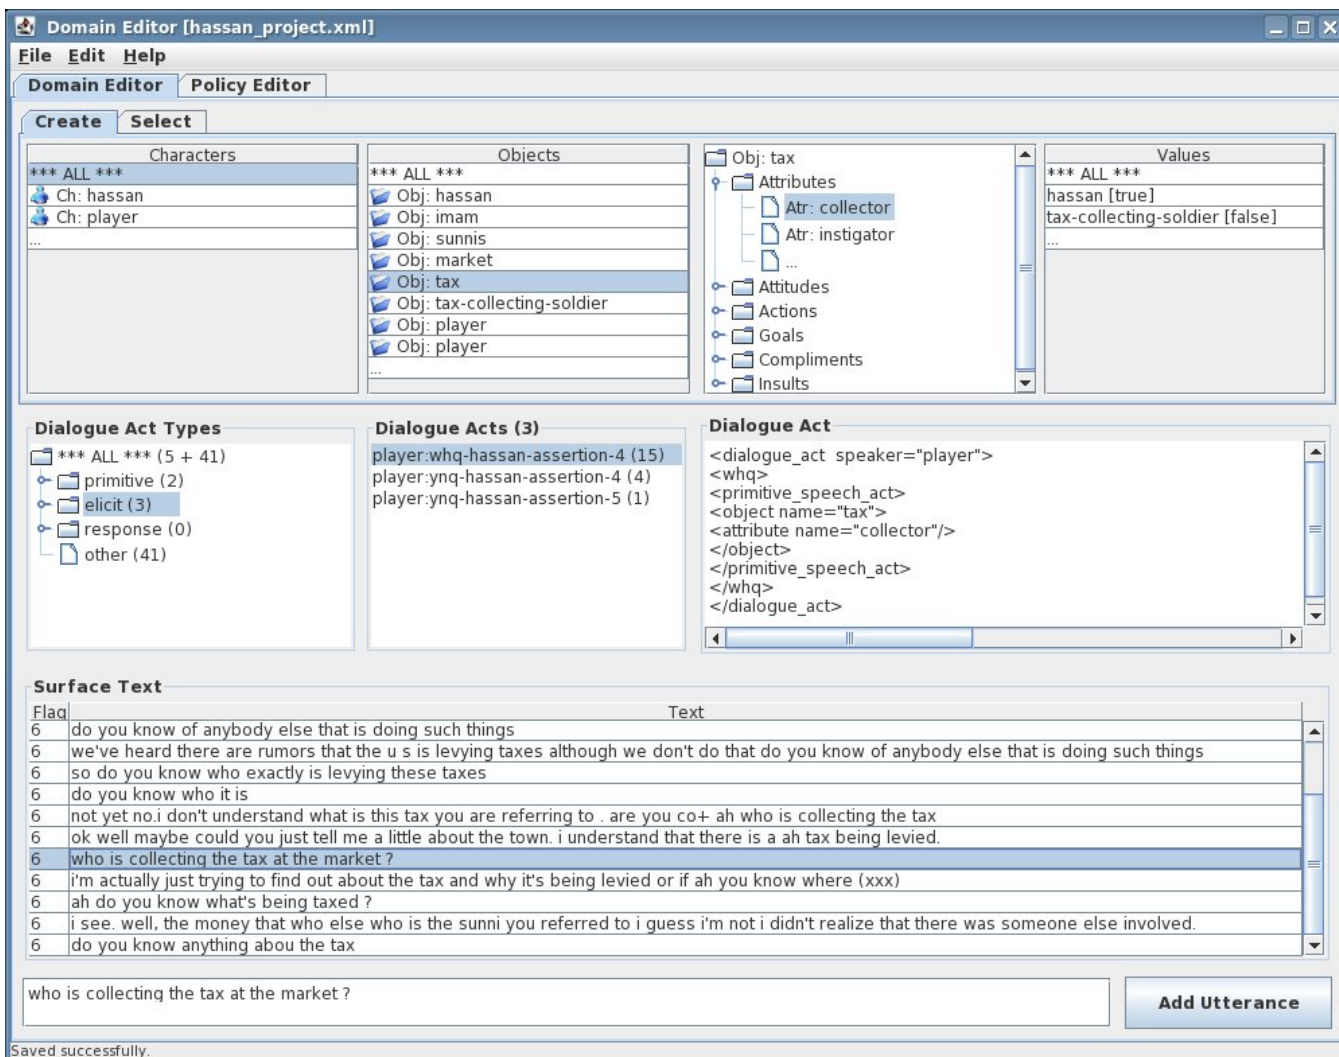 Domain Editor [hassan_project.xml]
File Edit Help
Domain Editor Policy Editor
Create Select
Characters
*** ALL ***
Ch: hassan
Ch: player
...
Objects
*** ALL ***
Obj: hassan
Obj: imam
Obj: sunnis
Obj: market
Obj: tax
Obj: tax-collecting-soldier
Obj: player
Obj: player
...
Obj: tax
Attributes
Atr: collector
Atr: instigator
...
Attitudes
Actions
Goals
Compliments
Insults
Values
*** ALL ***
hassan [true]
tax-collecting-soldier [false]
...
Dialogue Act Types
*** ALL *** (5 + 41)
primitive (2)
elicit (3)
response (0)
other (41)
Dialogue Acts (3)
player:whq-hassan-assertion-4 (15)
player:ynq-hassan-assertion-4 (4)
player:ynq-hassan-assertion-5 (1)
Dialogue Act
<dialogue_act speaker="player">
<whq>
<primitive_speech_act>
<object name="tax">
<attribute name="collector"/>
</object>
</primitive_speech_act>
</whq>
</dialogue_act>
Surface Text
Flag Text
6 do you know of anybody else that is doing such things
6 we've heard there are rumors that the u s is levying taxes although we don't do that do you know of anybody else that is doing such things
6 so do you know who exactly is levying these taxes
6 do you know who it is
6 not yet no.i don't understand what is this tax you are referring to . are you co+ ah who is collecting the tax
6 ok well maybe could you just tell me a little about the town. i understand that there is a ah tax being levied.
6 who is collecting the tax at the market ?
6 i'm actually just trying to find out about the tax and why it's being levied or if ah you know where (xxx)
6 ah do you know what's being taxed ?
6 i see. well, the money that who else who is the sunni you referred to i guess i'm not i didn't realize that there was someone else involved.
6 do you know anything abou the tax
who is collecting the tax at the market ?
Add Utterance
Saved successfully.